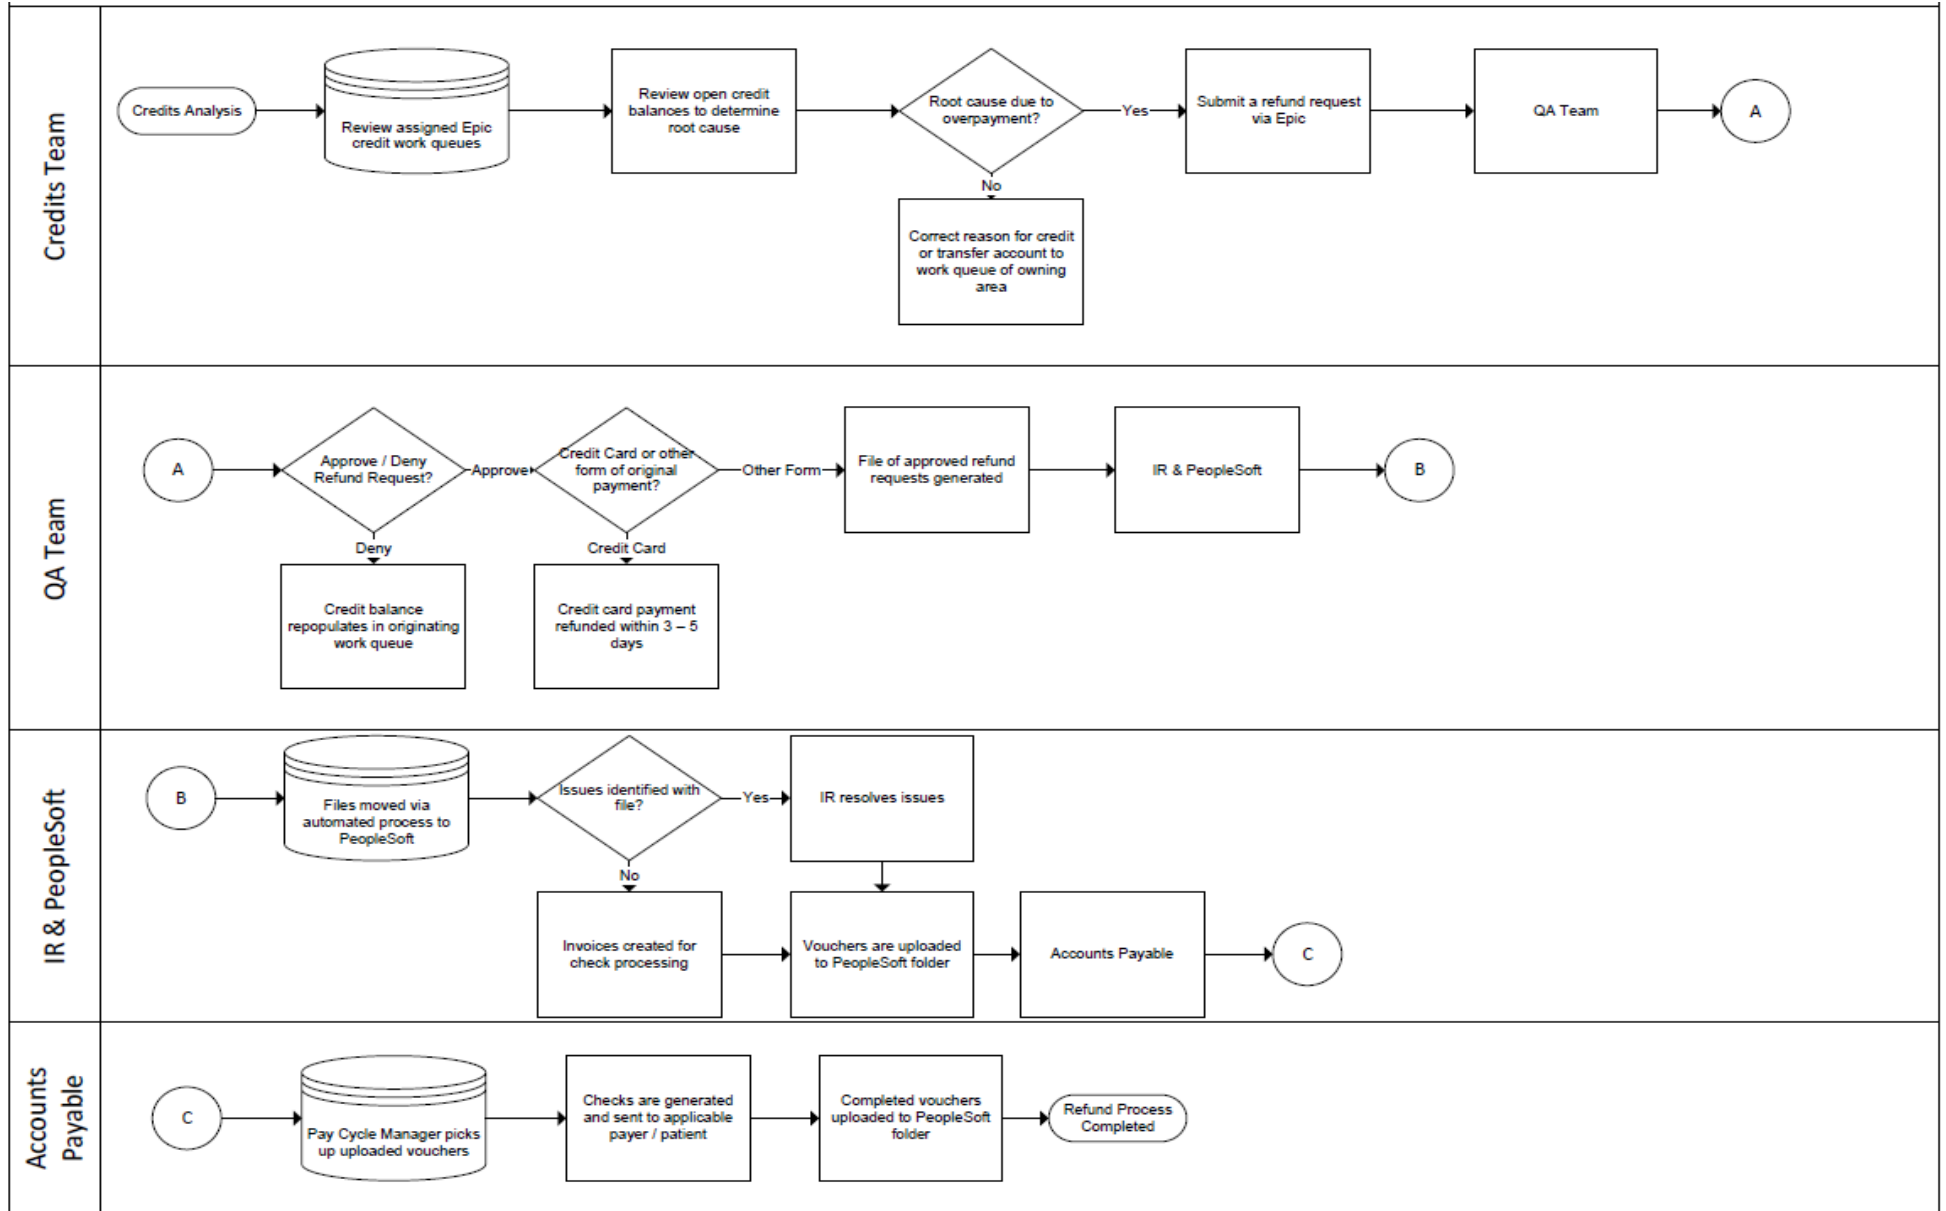 Credits Team
Credits Analysis
Review assigned Epic
credit work queues
Review open credit
balances to determine
root cause
Root cause due to
overpayment?
Yes
Submit a refund request
via Epic
QA Team
A
No
Correct reason for credit
or transfer account to
work queue of owning
area
QA Team
A
Approve / Deny
Refund Request?
Approve
Credit Card or other
form of original
payment?
Other Form
File of approved refund
requests generated
IR & PeopleSoft
B
Deny
Credit Card
Credit balance
repopulates in originating
work queue
Credit card payment
refunded within 3 – 5
days
IR & PeopleSoft
B
Files moved via
automated process to
PeopleSoft
Issues identified with
file?
Yes
IR resolves issues
No
Invoices created for
check processing
Vouchers are uploaded
to PeopleSoft folder
Accounts Payable
C
Accounts
Payable
C
Pay Cycle Manager picks
up uploaded vouchers
Checks are generated
and sent to applicable
payer / patient
Completed vouchers
uploaded to PeopleSoft
folder
Refund Process
Completed